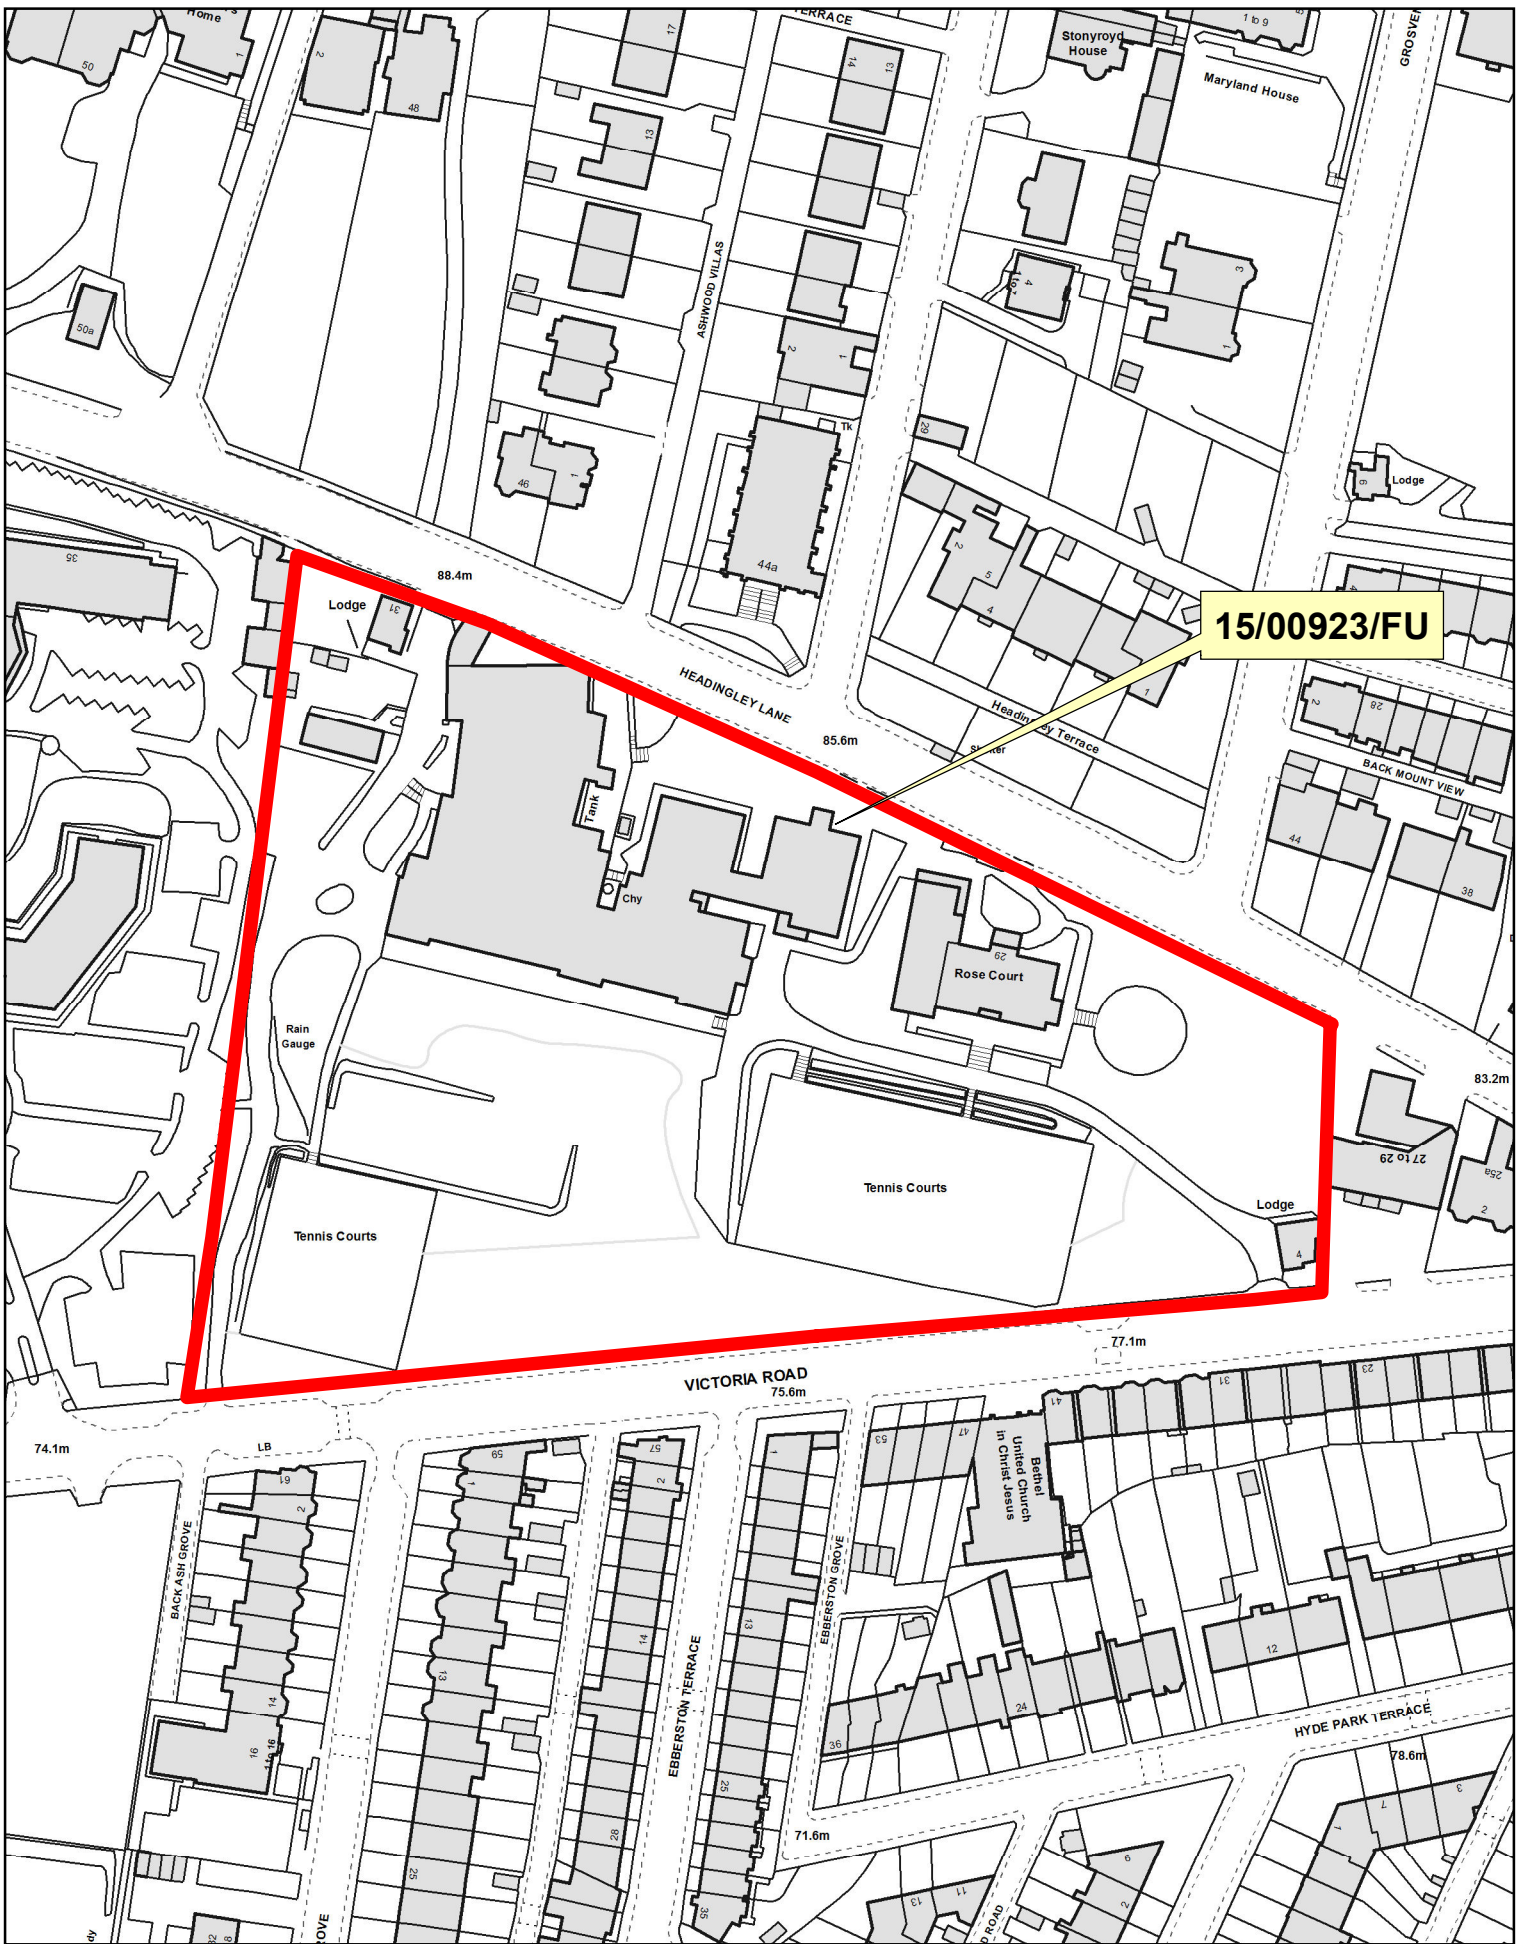 Home
1
50
2
48
17
TERRACE
14
13
Stonyroyd
House
1 to 9
Maryland House
13
50a
ASHWOOD VILLAS
2
1
4
3
1
46
1
Tk
29
6
Lodge
44a
35
88.4m
Lodge
31
2
5
4
1
15/00923/FU
HEADINGLEY LANE
85.6m
Headingley Terrace
2
28
BACK MOUNT VIEW
44
38
Tank
Chy
29
Rose Court
Rain
Gauge
83.2m
27 to 29
25a
2
Tennis Courts
Tennis Courts
Lodge
4
77.1m
VICTORIA ROAD
75.6m
74.1m
LB
61
2
59
1
57
2
1
53
47
41
31
23
Bethel
United Church
in Christ Jesus
BACK ASH GROVE
EBBERSTON GROVE
14
16
13
14
13
EBBERSTON TERRACE
24
36
12
HYDE PARK TERRACE
78.6m
25
28
25
35
71.6m
13
11
6
2
1
7
3